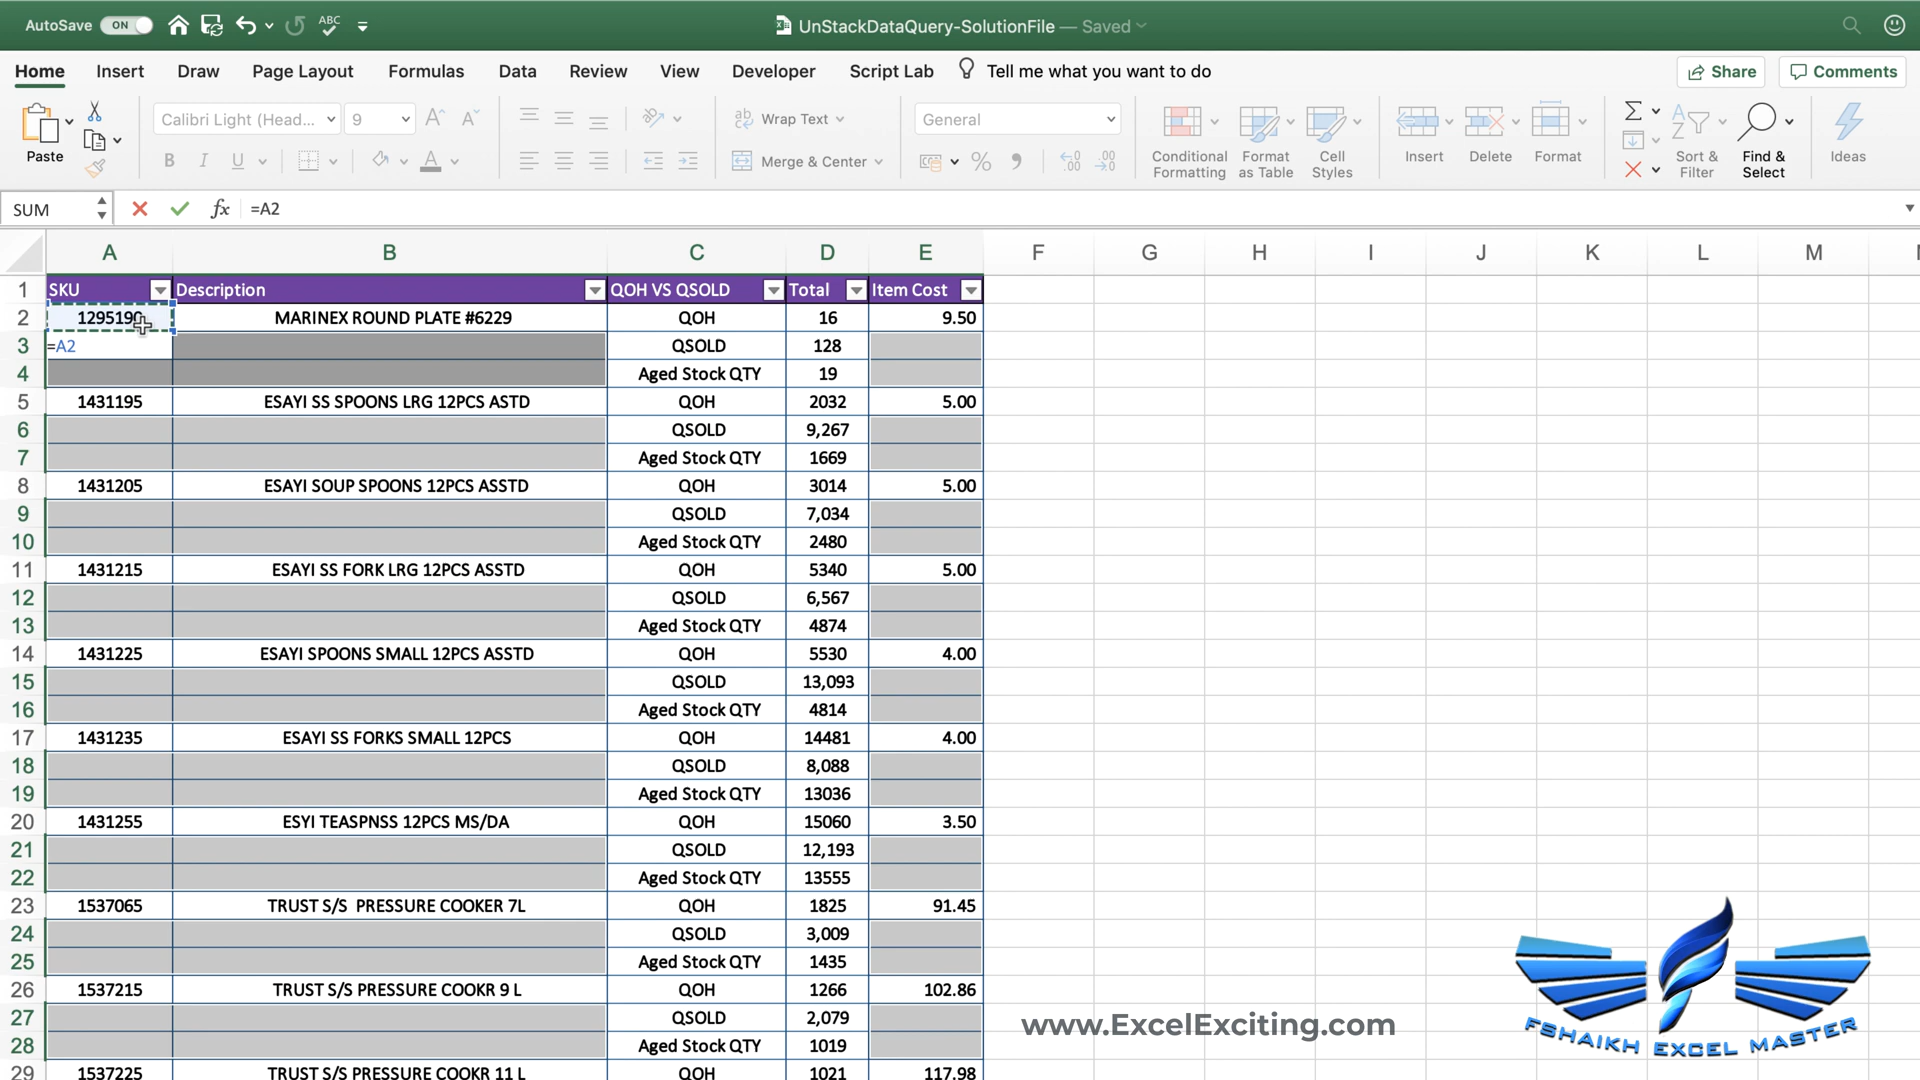 AutoSave ON ABC UnStackDataQuery-SolutionFile — Saved
Home Insert Draw Page Layout Formulas Data Review View Developer Script Lab Tell me what you want to do Share Comments
Paste Calibri Light (Head... 9 A A Wrap Text General Conditional Formatting Format as Table Cell Styles Insert Delete Format Sort & Filter Find & Select Ideas
B I U A Merge & Center % 9 .00 .00
SUM fx =A2
A B C D E F G H I J K L M
1 SKU Description QOH VS QSOLD Total Item Cost
2 1295190 MARINEX ROUND PLATE #6229 QOH 16 9.50
3 =A2 QSOLD 128
4 Aged Stock QTY 19
5 1431195 ESAYI SS SPOONS LRG 12PCS ASTD QOH 2032 5.00
6 QSOLD 9,267
7 Aged Stock QTY 1669
8 1431205 ESAYI SOUP SPOONS 12PCS ASSTD QOH 3014 5.00
9 QSOLD 7,034
10 Aged Stock QTY 2480
11 1431215 ESAYI SS FORK LRG 12PCS ASSTD QOH 5340 5.00
12 QSOLD 6,567
13 Aged Stock QTY 4874
14 1431225 ESAYI SPOONS SMALL 12PCS ASSTD QOH 5530 4.00
15 QSOLD 13,093
16 Aged Stock QTY 4814
17 1431235 ESAYI SS FORKS SMALL 12PCS QOH 14481 4.00
18 QSOLD 8,088
19 Aged Stock QTY 13036
20 1431255 ESYI TEASPNSS 12PCS MS/DA QOH 15060 3.50
21 QSOLD 12,193
22 Aged Stock QTY 13555
23 1537065 TRUST S/S PRESSURE COOKER 7L QOH 1825 91.45
24 QSOLD 3,009
25 Aged Stock QTY 1435
26 1537215 TRUST S/S PRESSURE COOKR 9 L QOH 1266 102.86
27 QSOLD 2,079
28 Aged Stock QTY 1019
29 1537225 TRUST S/S PRESSURE COOKR 11 L QOH 1021 117.98
www.ExcelExciting.com
FSHAIKH EXCEL MASTER